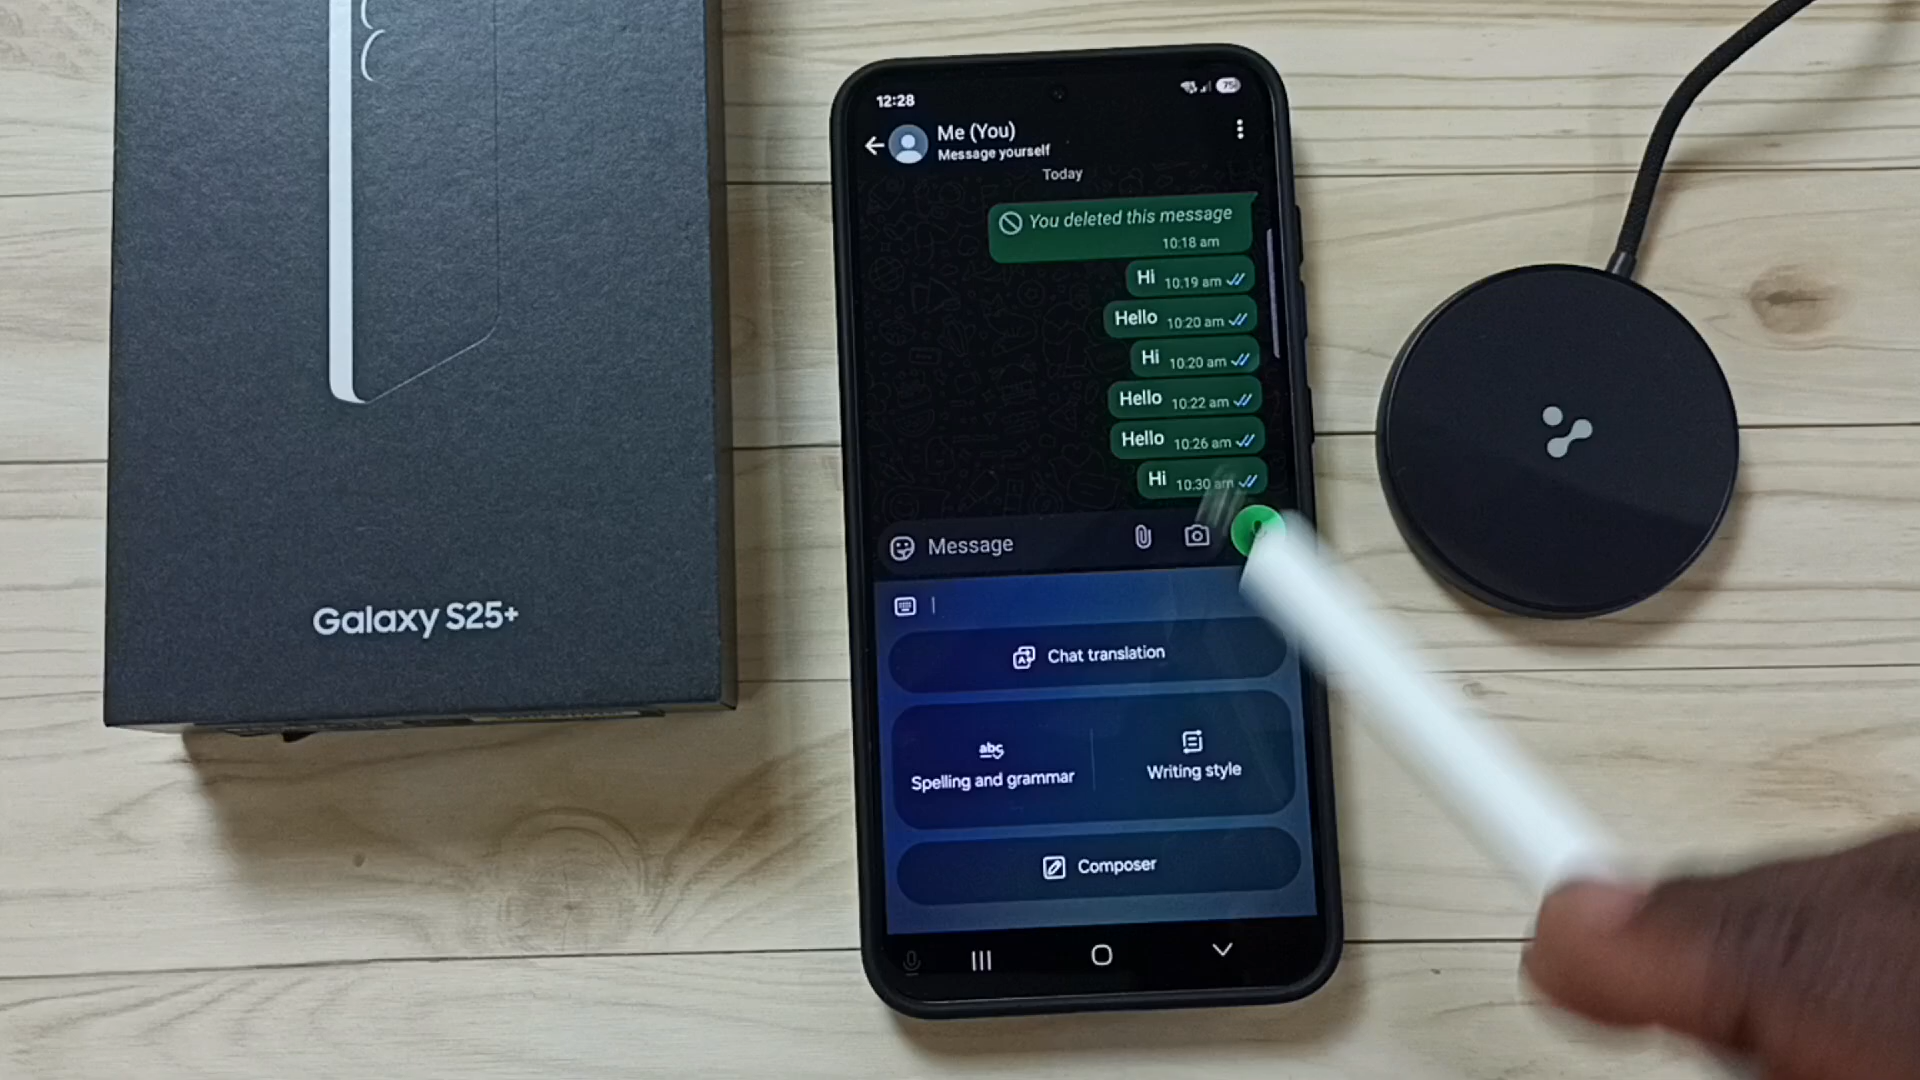 Galaxy S25+
12:28
75
Me (You)
Message yourself
Today
You deleted this message
10:18 am
Hi 10:19 am
Hello 10:20 am
Hi 10:20 am
Hello 10:22 am
Hello 10:26 am
Hi 10:30 am
Message
Chat translation
abc
Spelling and grammar
Writing style
Composer